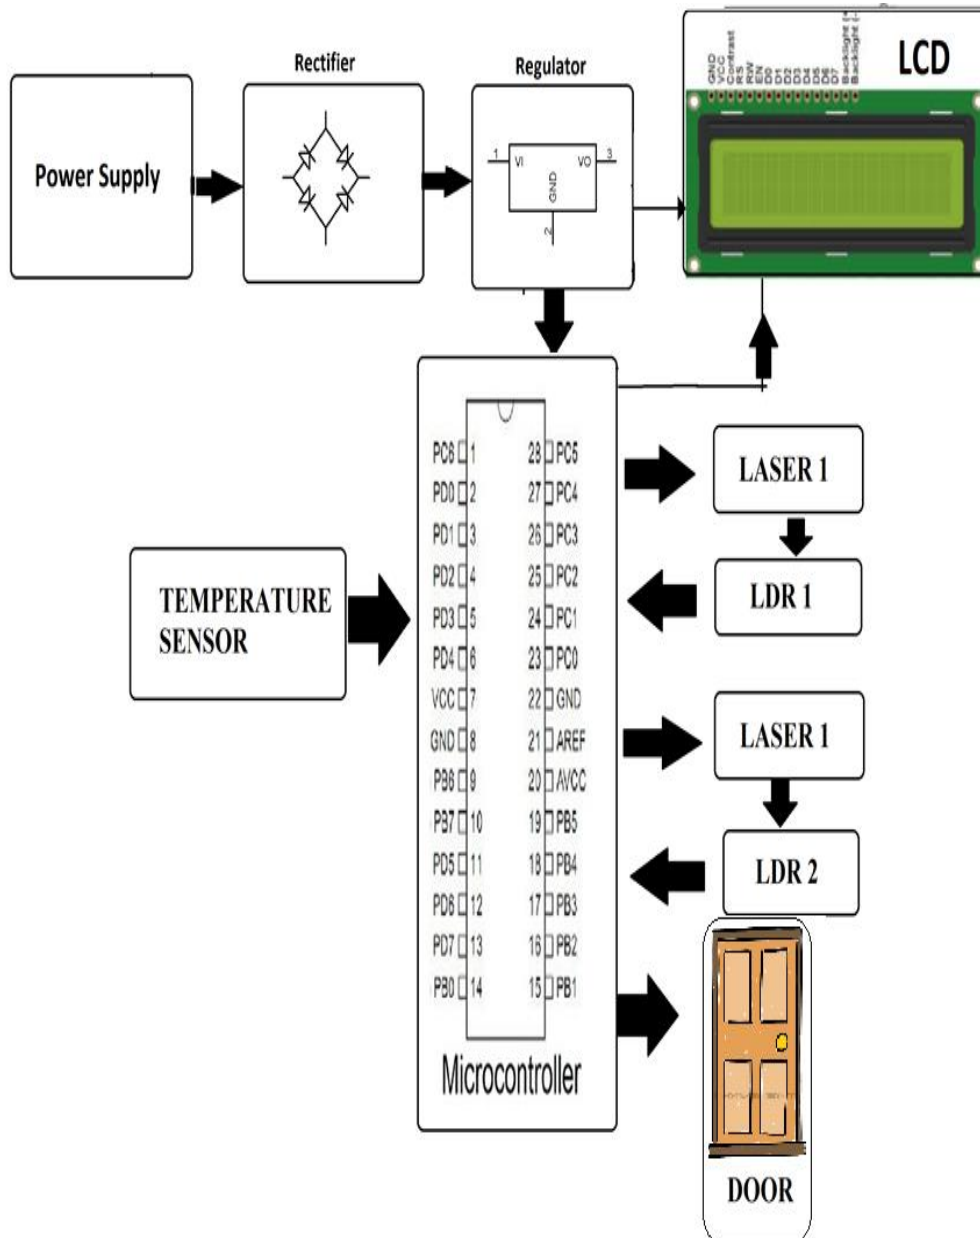 Rectifier
Regulator
Power Supply
1 VI VO 3
GND
2
GND
VCC
Contrast
RS
RW
EN
D0
D1
D2
D3
D4
D5
D6
D7
Backlight (+
Backlight (-
LCD
PC6 1 28 PC5
PD0 2 27 PC4
PD1 3 26 PC3
PD2 4 25 PC2
PD3 5 24 PC1
PD4 6 23 PC0
VCC 7 22 GND
GND 8 21 AREF
PB6 9 20 AVCC
PB7 10 19 PB5
PD5 11 18 PB4
PD6 12 17 PB3
PD7 13 16 PB2
PB0 14 15 PB1
Microcontroller
TEMPERATURE
SENSOR
LASER 1
LDR 1
LASER 1
LDR 2
DOOR